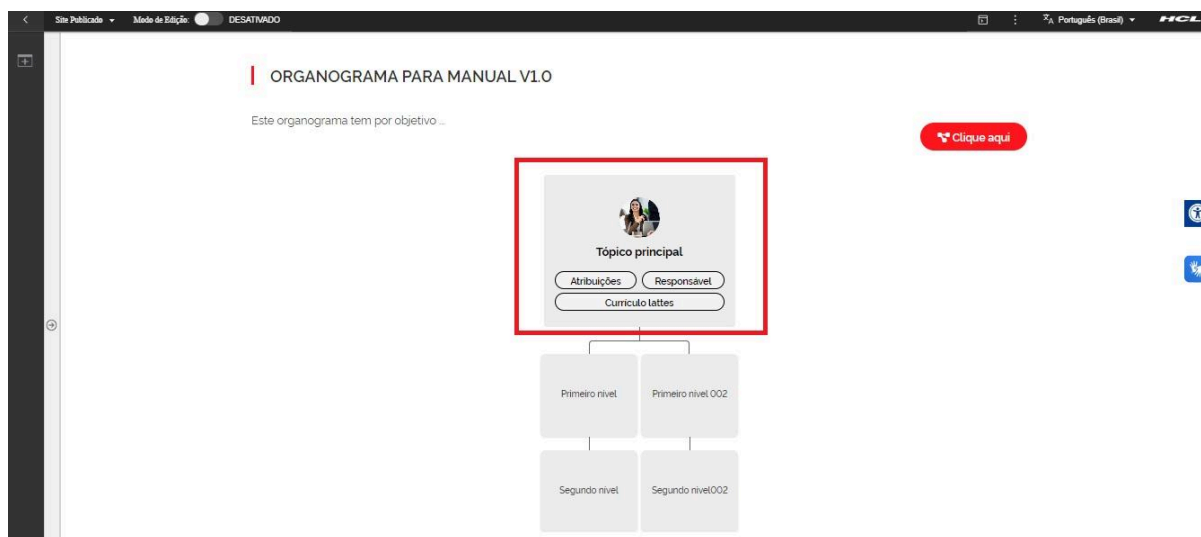 Site Publicado Modo de Edição: DESATIVADO Português (Brasil) HCL
ORGANOGRAMA PARA MANUAL V1.0
Este organograma tem por objetivo ...
Clique aqui
Tópico principal
Atribuições Responsável
Currículo lattes
Primeiro nivel Primeiro nivel 002
Segundo nivel Segundo nivel002